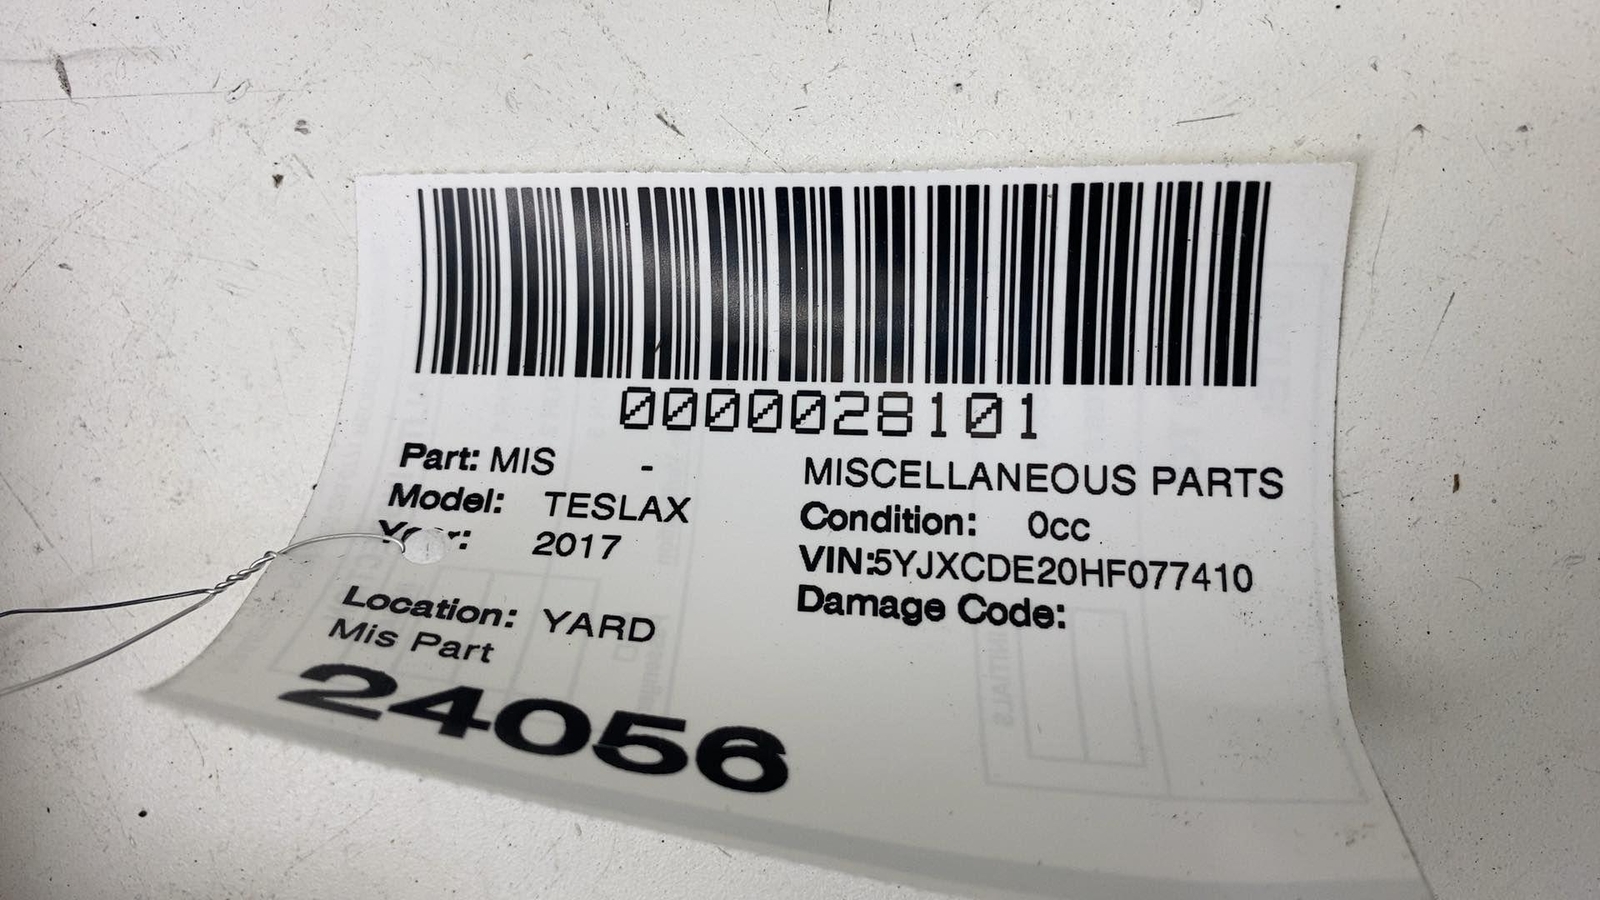 0000028101
Part: MIS - MISCELLANEOUS PARTS
Model: TESLAX Condition: 0cc
2017 VIN:5YJXCDE20HF077410
Damage Code:
Location: YARD
Mis Part
24056
INITIALS